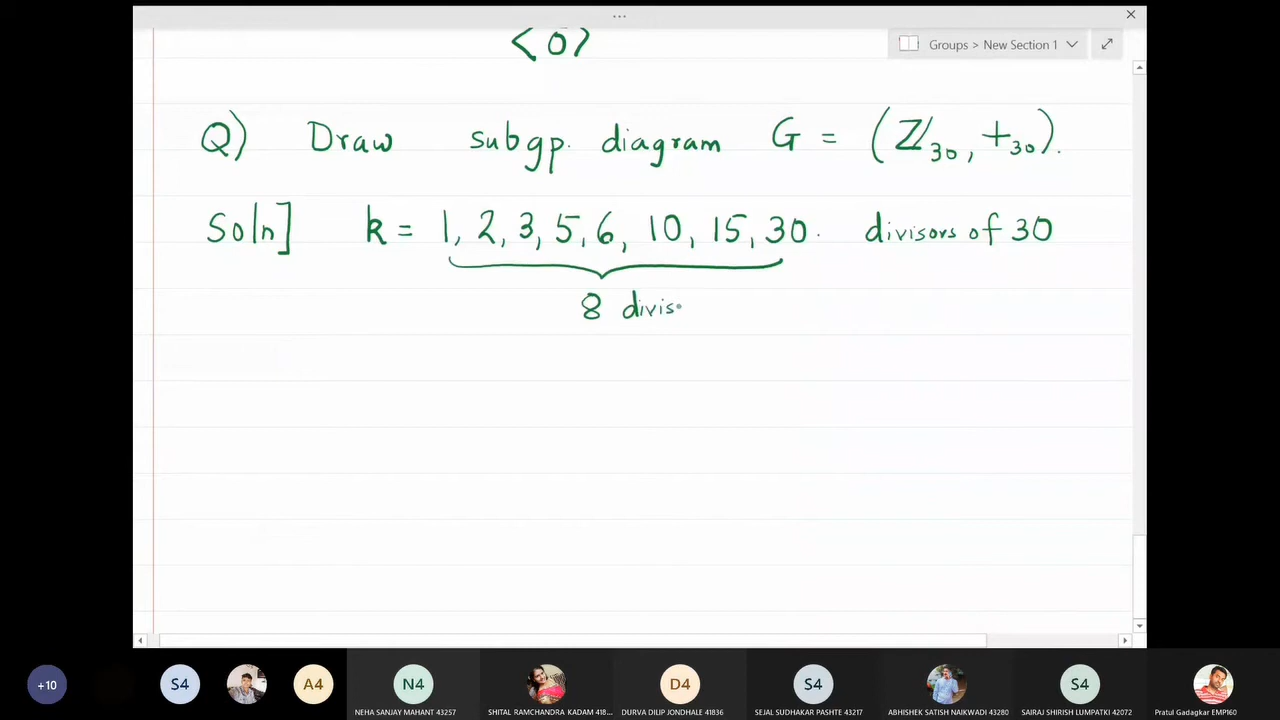 <0>
Groups > New Section 1
Q) Draw subgp. diagram G = (Z30, +30).
Soln] k = 1, 2, 3, 5, 6, 10, 15, 30. divisors of 30
8 divis
+10 S4 A4 N4 D4 S4 S4
NEHA SANJAY MAHANT 43257 SHITAL RAMCHANDRA KADAM 418... DURVA DILIP JONDHALE 41836 SEJAL SUDHAKAR PASHTE 43217 ABHISHEK SATISH NAIKWADI 43280 SAIRAJ SHIRISH LUMPATKI 42072 Pratul Gadagkar EMP160